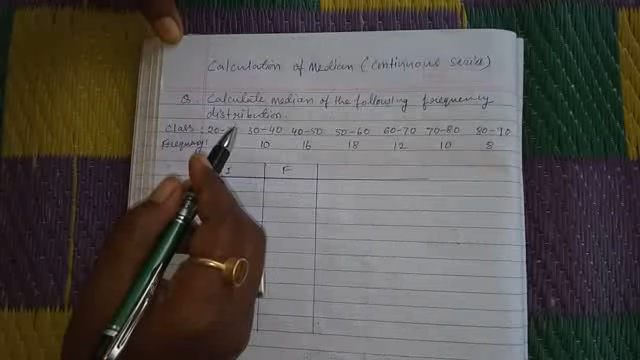 Calculation of Median (Continuous Series)
Q. Calculate median of the following frequency
distribution.
Class : 20- 30-40 40-50 50-60 60-70 70-80 80-90
Frequency: 10 16 18 12 10 8
I F